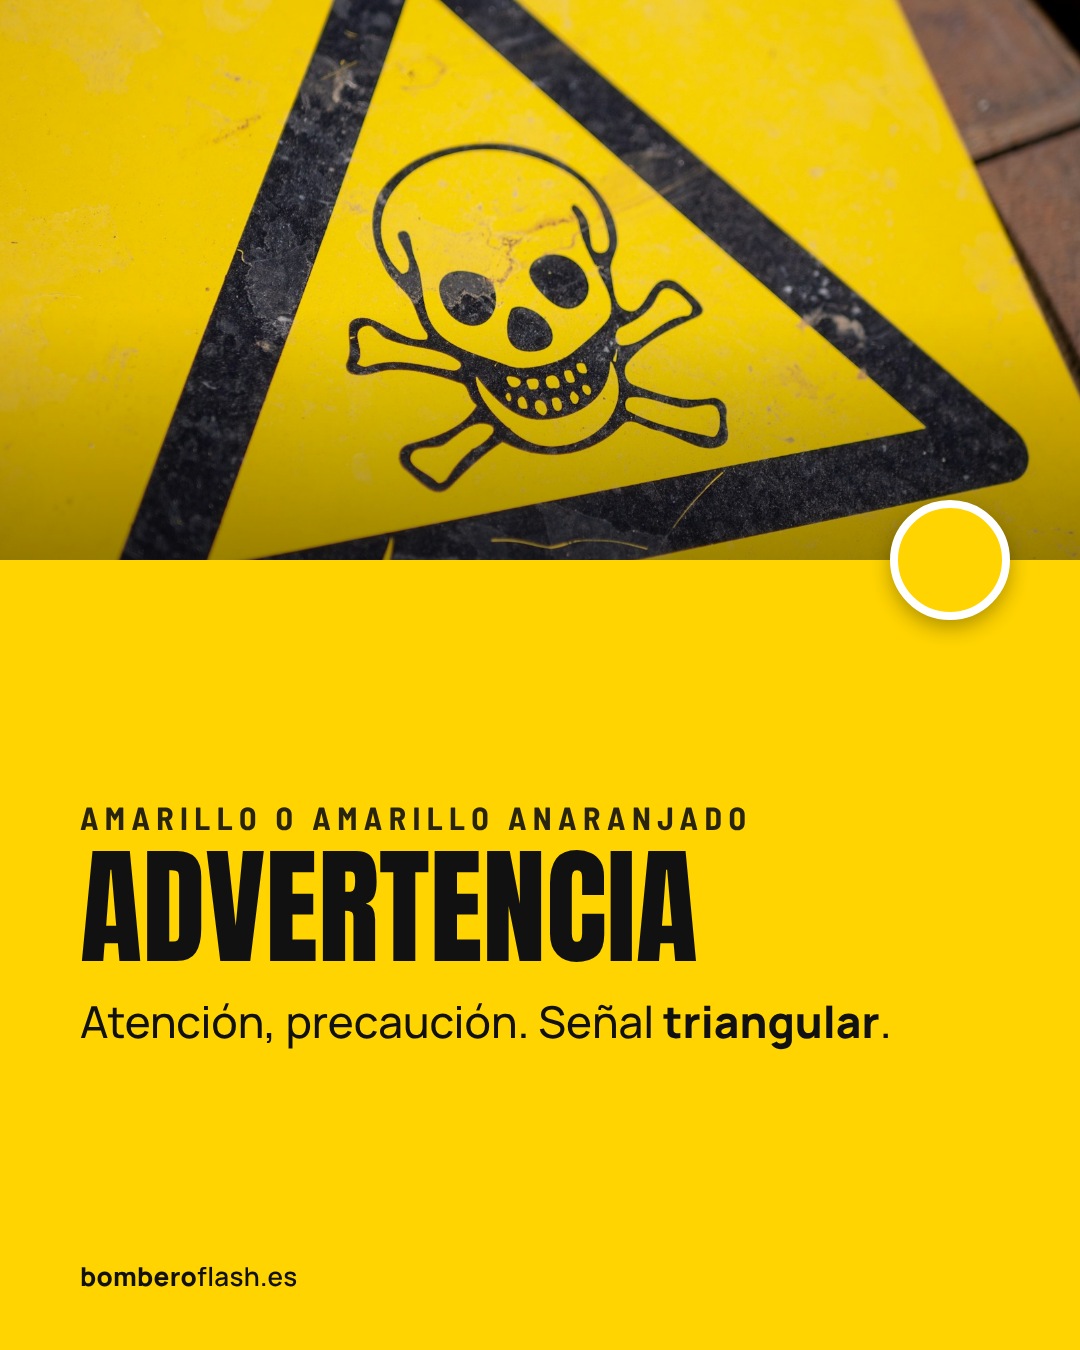 AMARILLO O AMARILLO ANARANJADO
ADVERTENCIA
Atención, precaución. Señal triangular.
bomberoflash.es